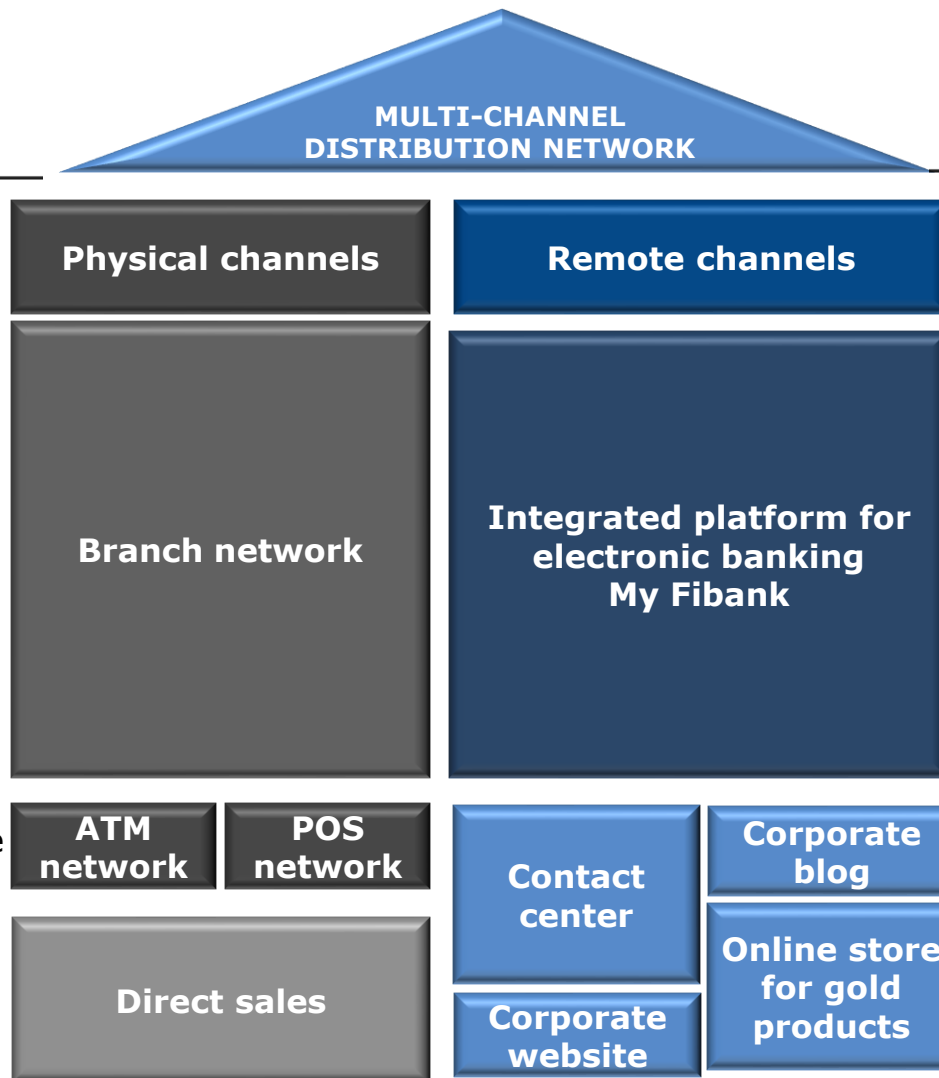 MULTI-CHANNEL
DISTRIBUTION NETWORK
Physical channels
Remote channels
Branch network
Integrated platform for
electronic banking
My Fibank
e
ATM
network
POS
network
Contact
center
Corporate
blog
Direct sales
Corporate
website
Online store
for gold
products